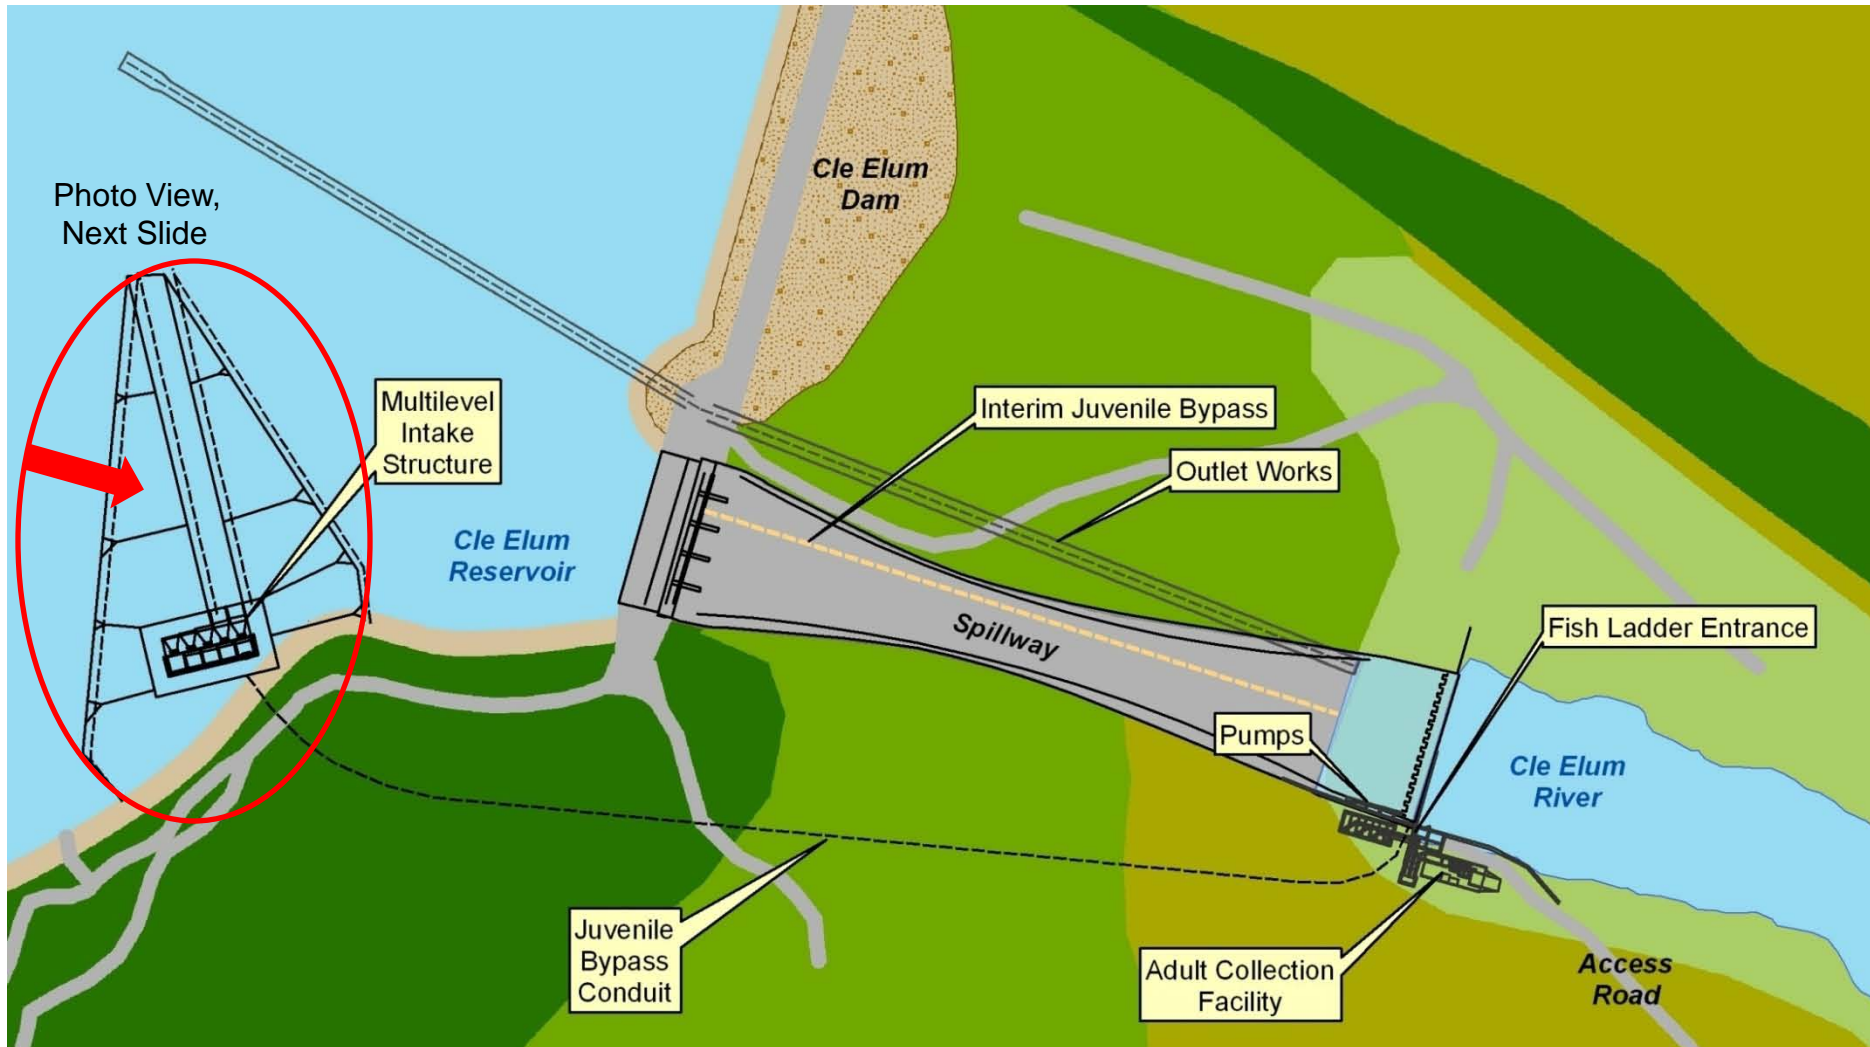 Cle Elum
Dam
Photo View,
Next Slide
Multilevel
Intake
Structure
Interim Juvenile Bypass
Outlet Works
Cle Elum
Reservoir
Spillway
Fish Ladder Entrance
Pumps
Cle Elum
River
Juvenile
Bypass
Conduit
Adult Collection
Facility
Access
Road